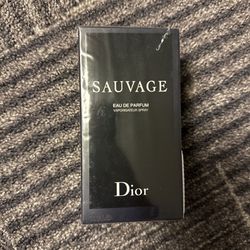 SAUVAGE
EAU DE PARFUM
VAPORISATEUR SPRAY
Dior